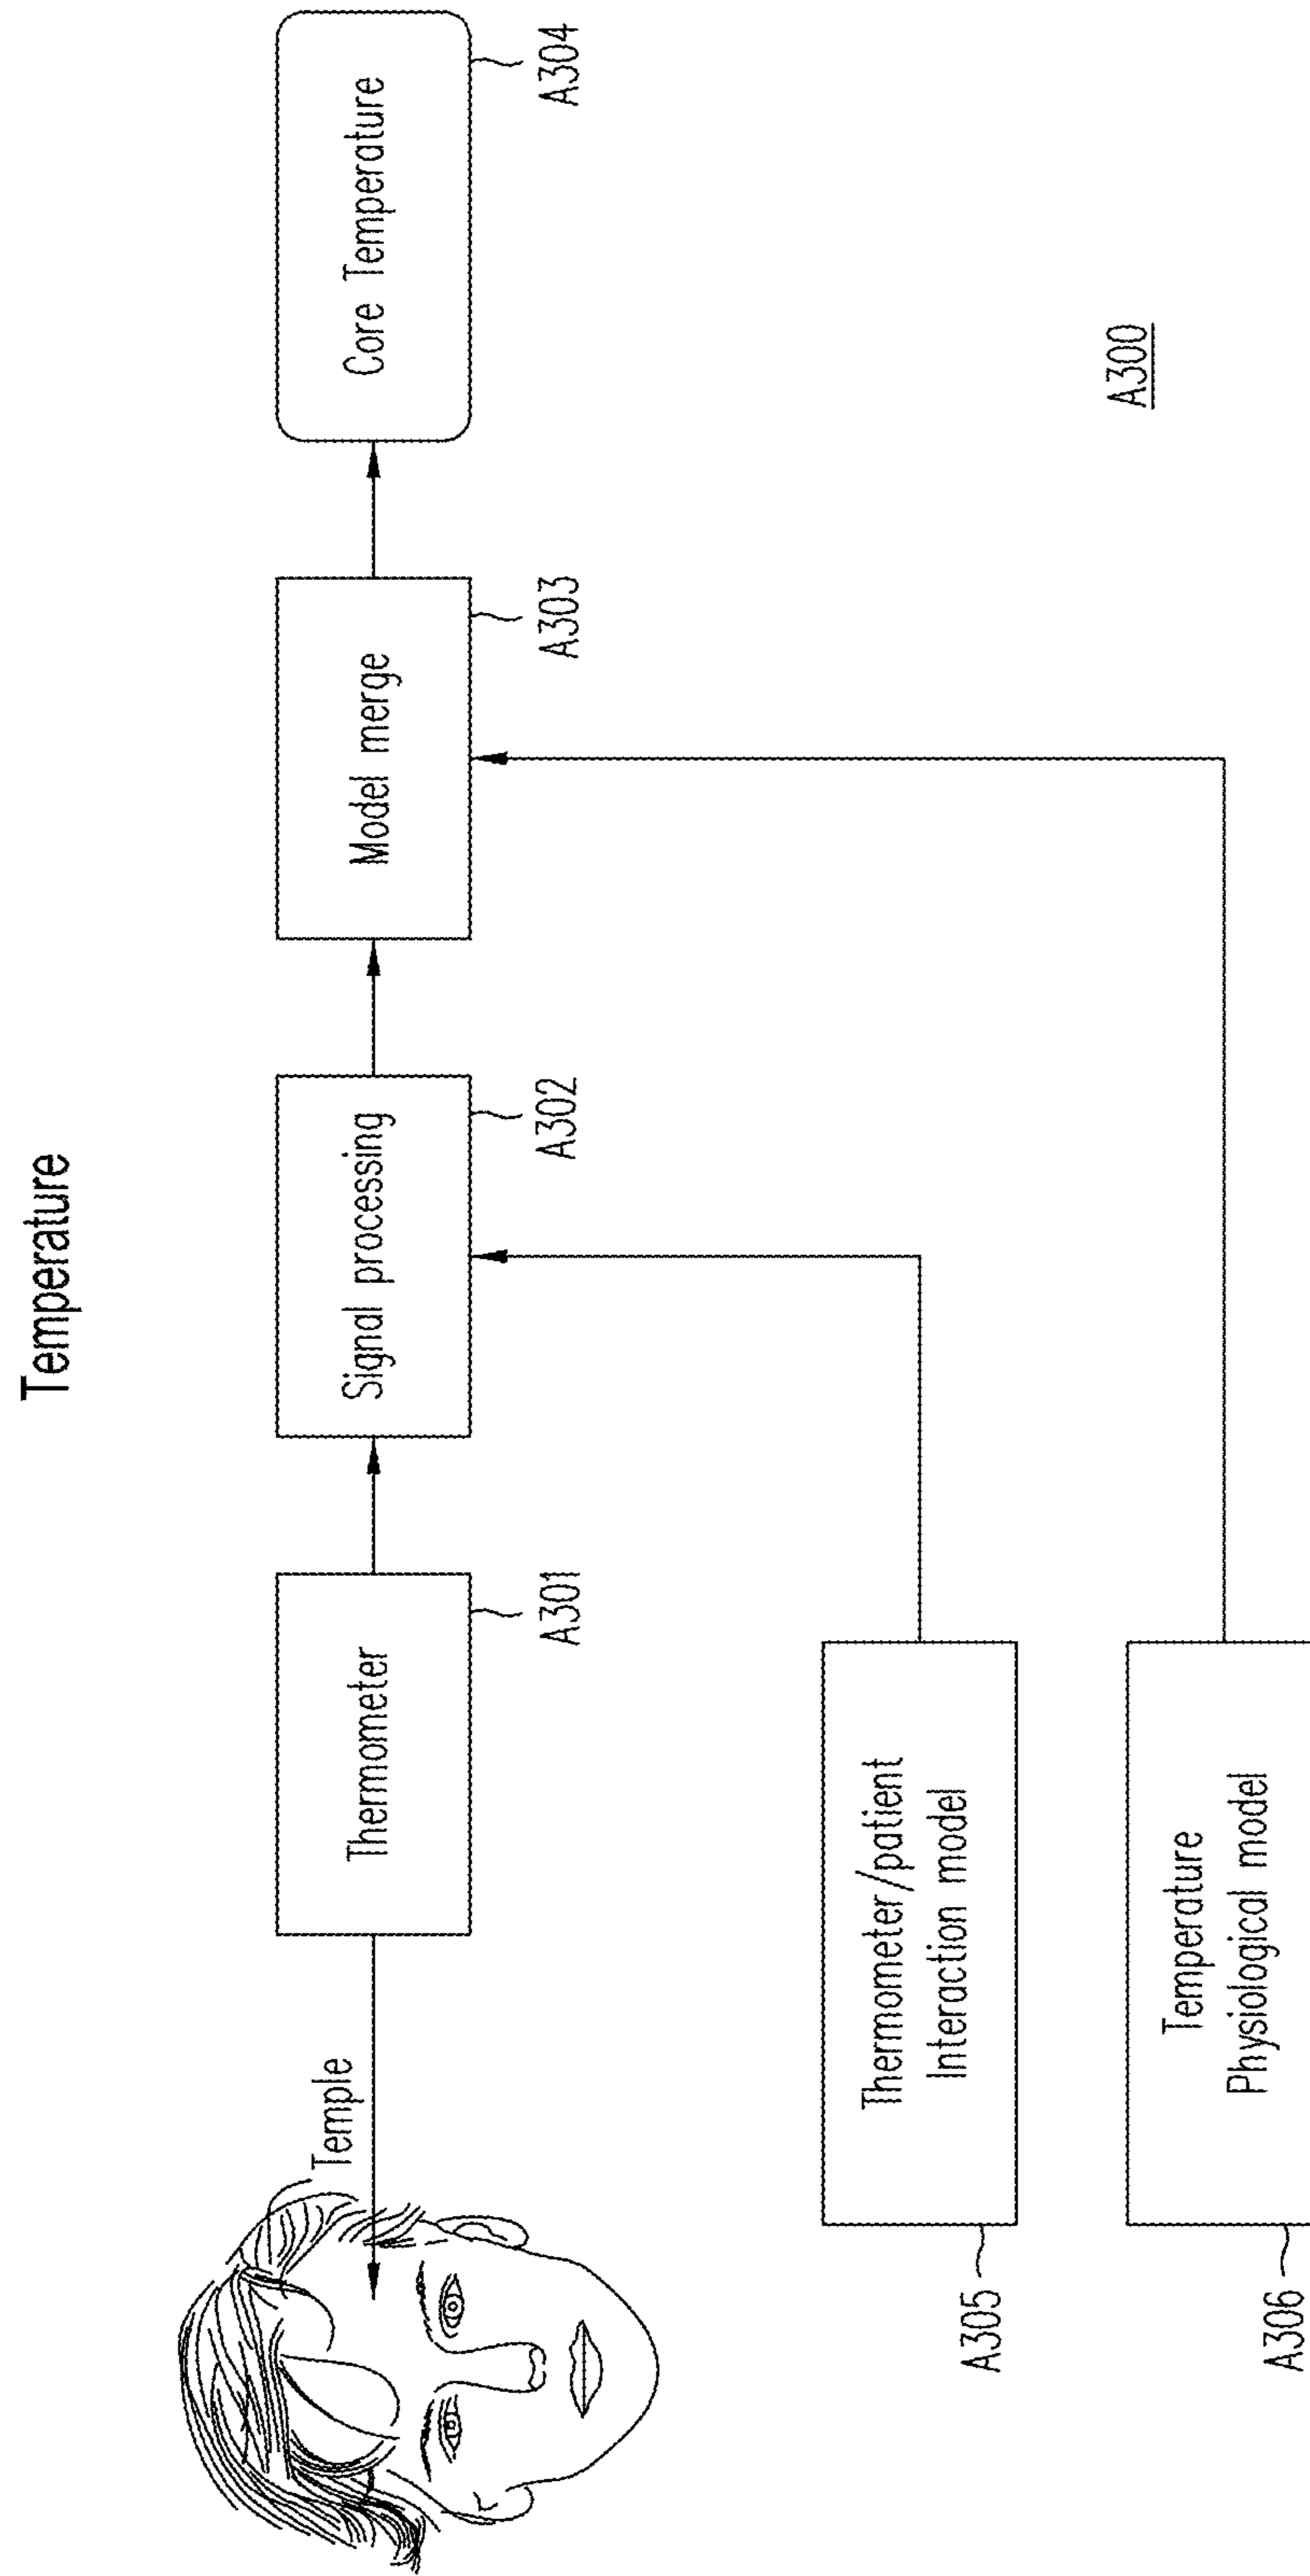 Temperature
Temple
Thermometer
A301
Signal processing
A302
Model merge
A303
Core Temperature
A304
Thermometer/patient
Interaction model
A305
Temperature
Physiological model
A306
A300